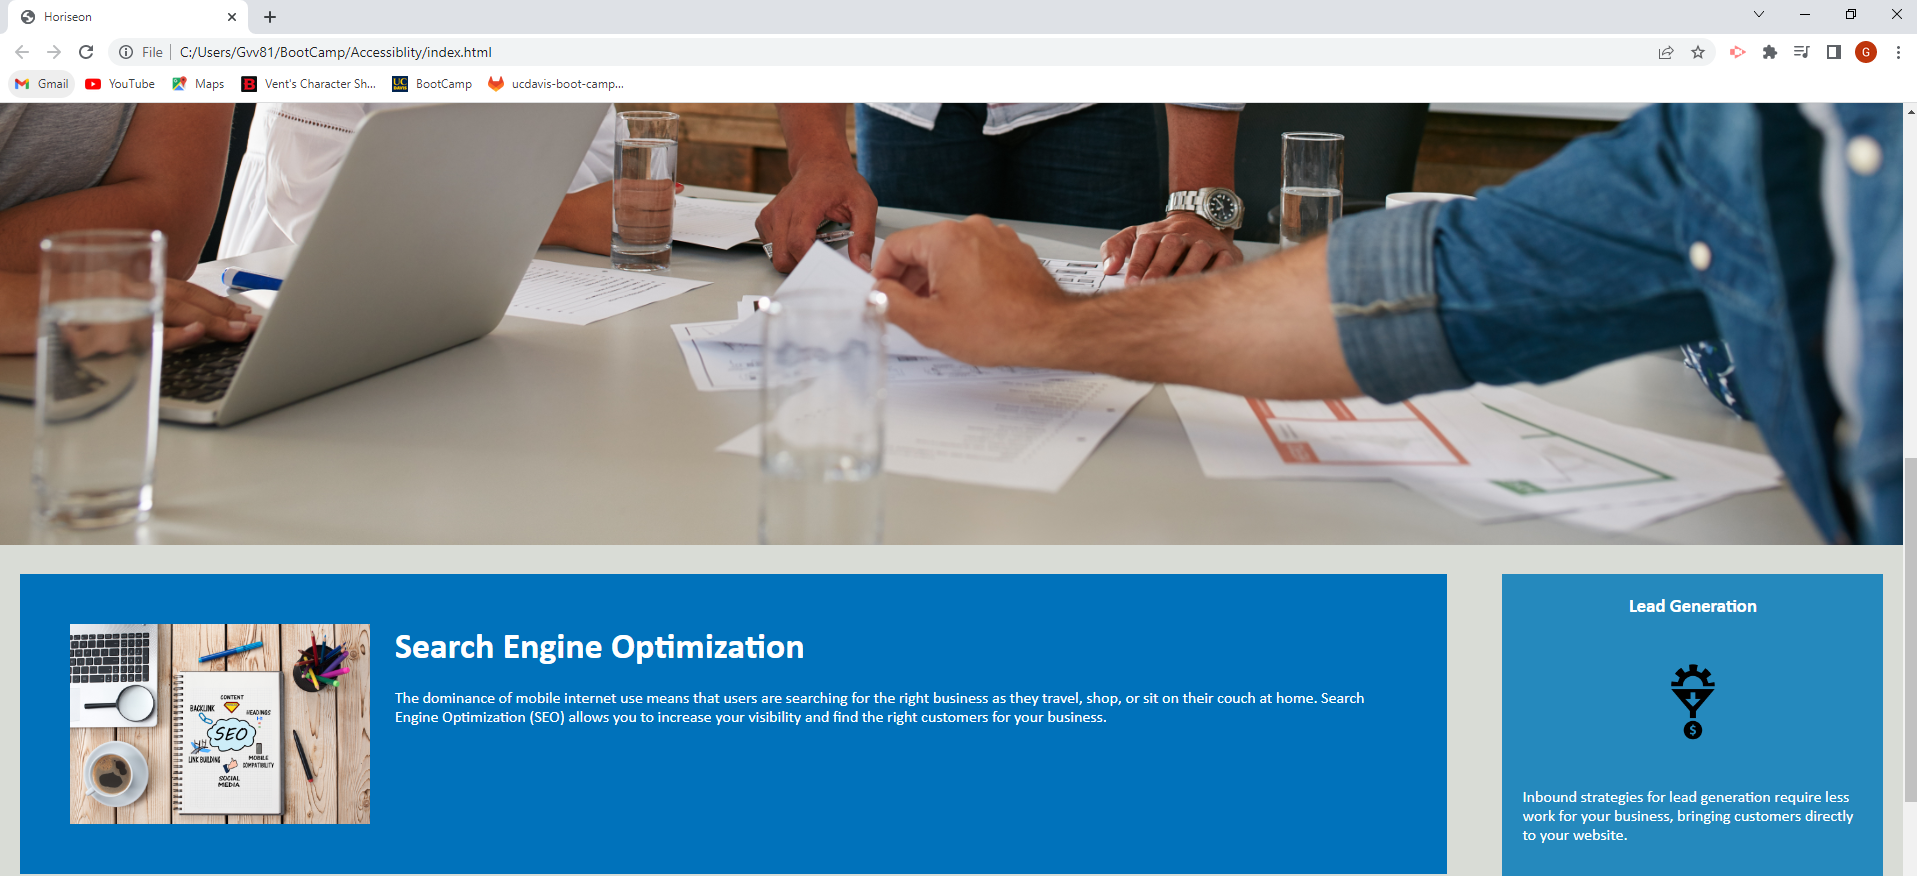 Horiseon
File
C:/Users/Gvv81/BootCamp/Accessiblity/index.html
G
Gmail
YouTube
Maps
Vent's Character Sh...
BootCamp
ucdavis-boot-camp...
Search Engine Optimization
The dominance of mobile internet use means that users are searching for the right business as they travel, shop, or sit on their couch at home. Search
Engine Optimization (SEO) allows you to increase your visibility and find the right customers for your business.
CONTENT
BACKLINK
HEADINGS
SEO
LINK BUILDING
MOBILE
COMPATIBILITY
SOCIAL
MEDIA
Lead Generation
$
Inbound strategies for lead generation require less
work for your business, bringing customers directly
to your website.